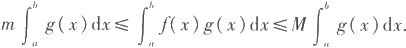 m ∫_a^b g(x)dx ≤ ∫_a^b f(x)g(x)dx ≤ M ∫_a^b g(x)dx.